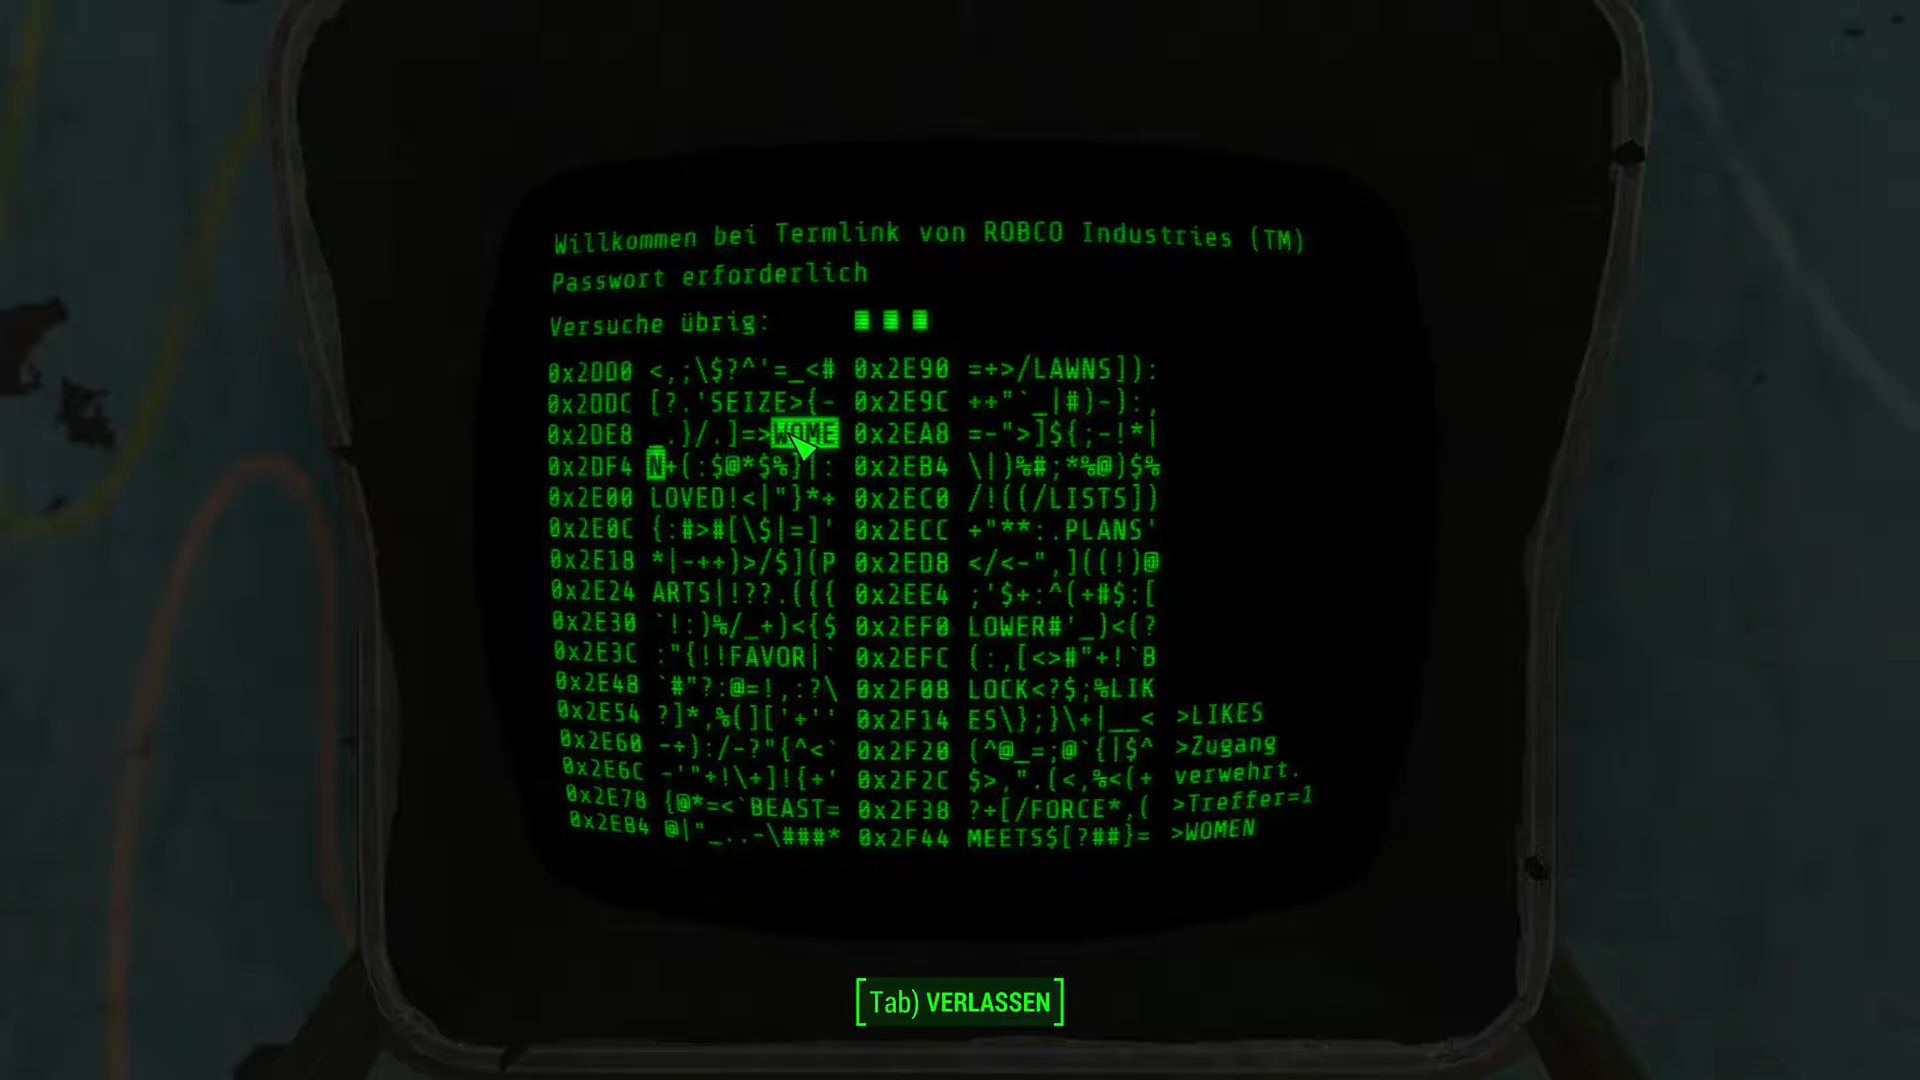 Willkommen bei Termlink von ROBCO Industries (TM)
Passwort erforderlich
Versuche übrig:
0x2DD0 <,;\$?^'=_<# 0x2E90 =+>/LAWNS]):
0x2DDC [?.'SEIZE>{- 0x2E9C ++"`_|#)-):,
0x2DE8 _.}/.]=>WOME 0x2EA8 =-">]${;-!*|
0x2DF4 N+(:$@*$%}|: 0x2EB4 \|)%#;*%@)$%
0x2E00 LOVED!<|"}*+ 0x2EC0 /!((/LISTS])
0x2E0C {:#>#[\$|=]' 0x2ECC +"**:.PLANS'
0x2E18 *|-++)>/$](P 0x2ED8 </<-",]((!)@
0x2E24 ARTS|!??.({{ 0x2EE4 ;'$+:^(+#$:[
0x2E30 `!:)%/_+)<{$ 0x2EF0 LOWER#'_)<(?
0x2E3C :"{!!FAVOR|` 0x2EFC (:,[<>#"+!`B
0x2E48 `#"?:@=!,:?\ 0x2F08 LOCK<?$;%LIK
0x2E54 ?]*,%(]['+'' 0x2F14 ES\};}\+|__< >LIKES
0x2E60 -+):/-?"{^<` 0x2F20 (^@_=;@`{|$^ >Zugang
0x2E6C -'"+!\+]!{+' 0x2F2C $>,".(<,%<(+ verwehrt.
0x2E78 {@*=<`BEAST= 0x2F38 ?+[/FORCE*,( >Treffer=1
0x2E84 @|"_..-\###* 0x2F44 MEETS$[?##}= >WOMEN
Tab) VERLASSEN